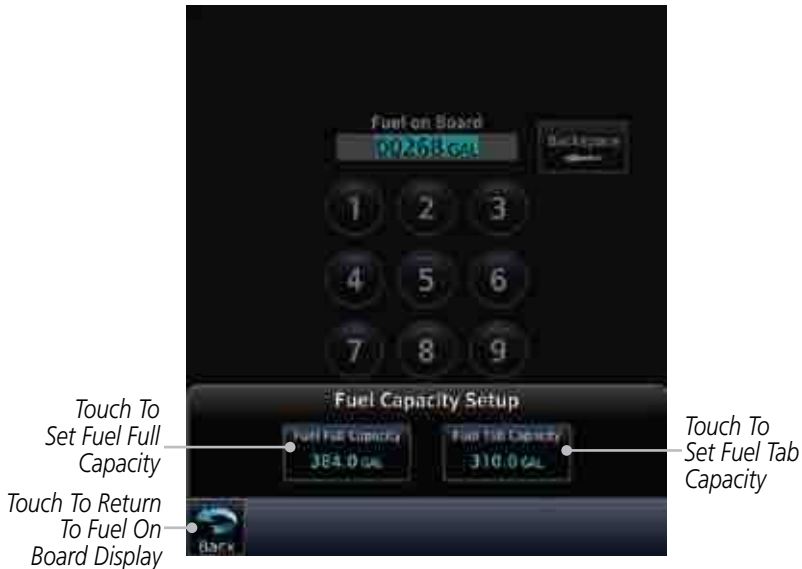 Fuel on Board
00268 GAL
Backspace
1 2 3
4 5 6
7 8 9
Fuel Capacity Setup
Fuel Full Capacity
384.0 GAL
Fuel Tab Capacity
310.0 GAL
Back
Touch To
Set Fuel Full
Capacity
Touch To Return
To Fuel On
Board Display
Touch To
Set Fuel Tab
Capacity